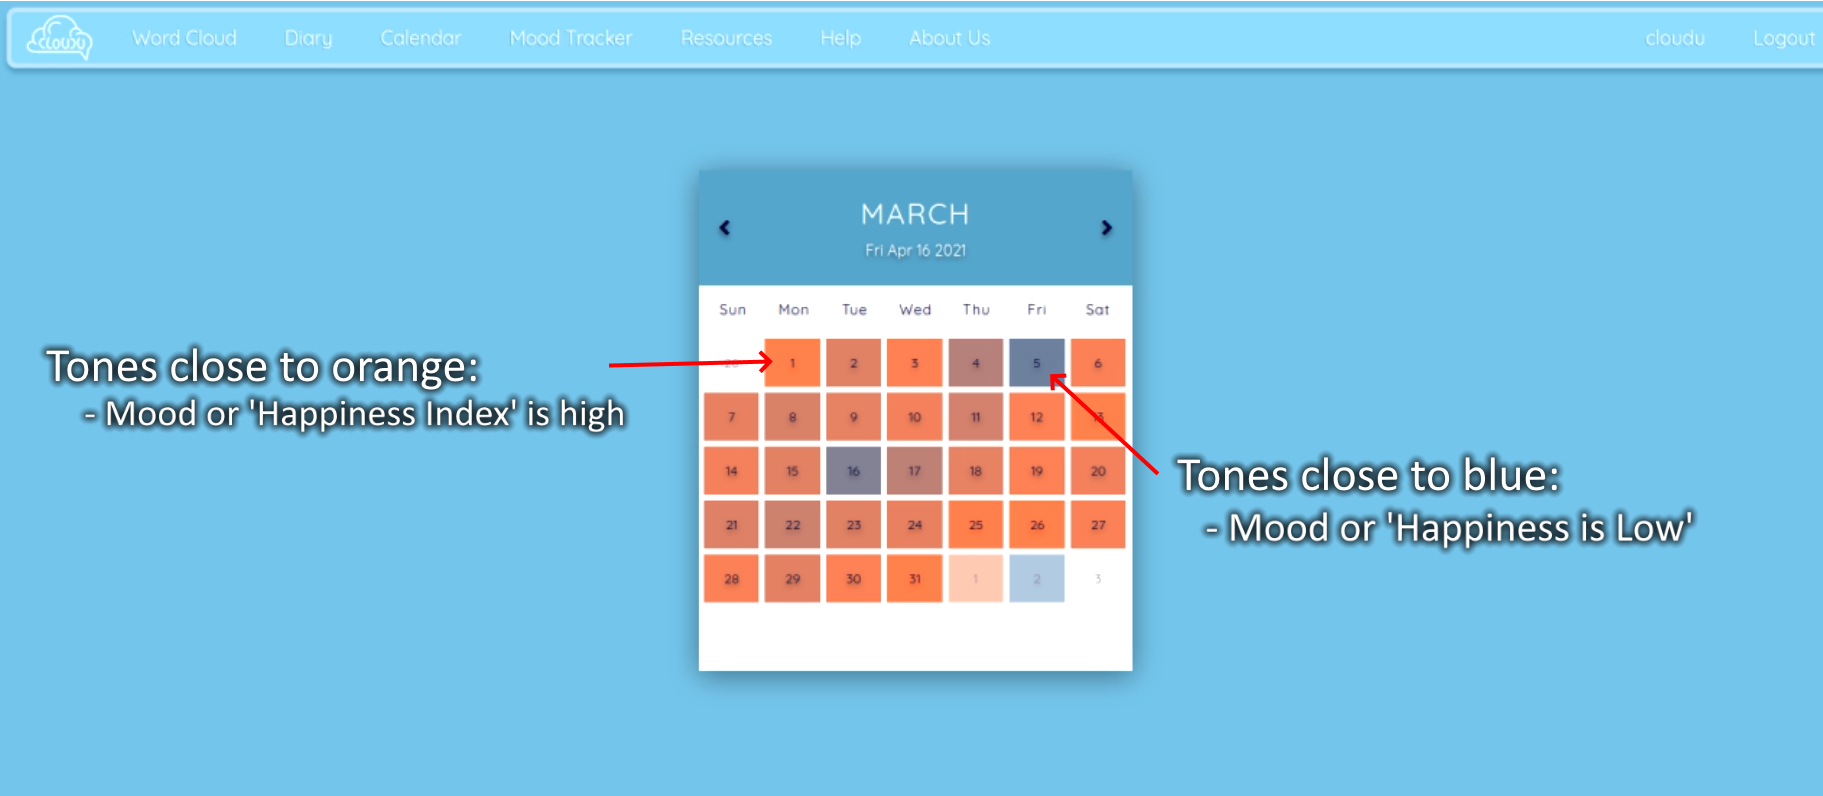 CLOUDU Word Cloud Diary Calendar Mood Tracker Resources Help About Us cloudu Logout
MARCH
Fri Apr 16 2021
Sun Mon Tue Wed Thu Fri Sat
28 1 2 3 4 5 6
7 8 9 10 11 12 13
14 15 16 17 18 19 20
21 22 23 24 25 26 27
28 29 30 31 1 2 3
Tones close to orange:
- Mood or 'Happiness Index' is high
Tones close to blue:
- Mood or 'Happiness is Low'